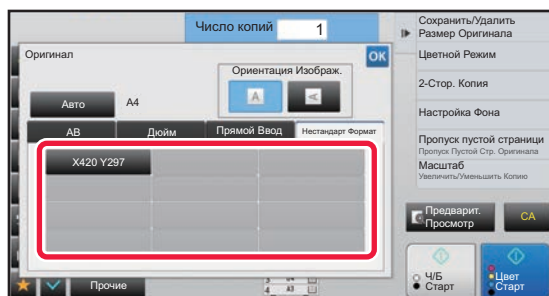 Число копий 1
Оригинал
OK
Ориентация Изображ.
A A
Авто A4
AB Дюйм Прямой Ввод Нестандарт Формат
X420 Y297
Сохранить/Удалить
Размер Оригинала
Цветной Режим
2-Стор. Копия
Настройка Фона
Пропуск пустой страници
Пропуск Пустой Стр. Оригинала
Масштаб
Увеличить/Уменьшить Копию
Предварит.
Просмотр
CA
Ч/Б
Старт
Цвет
Старт
Прочие
4 A3